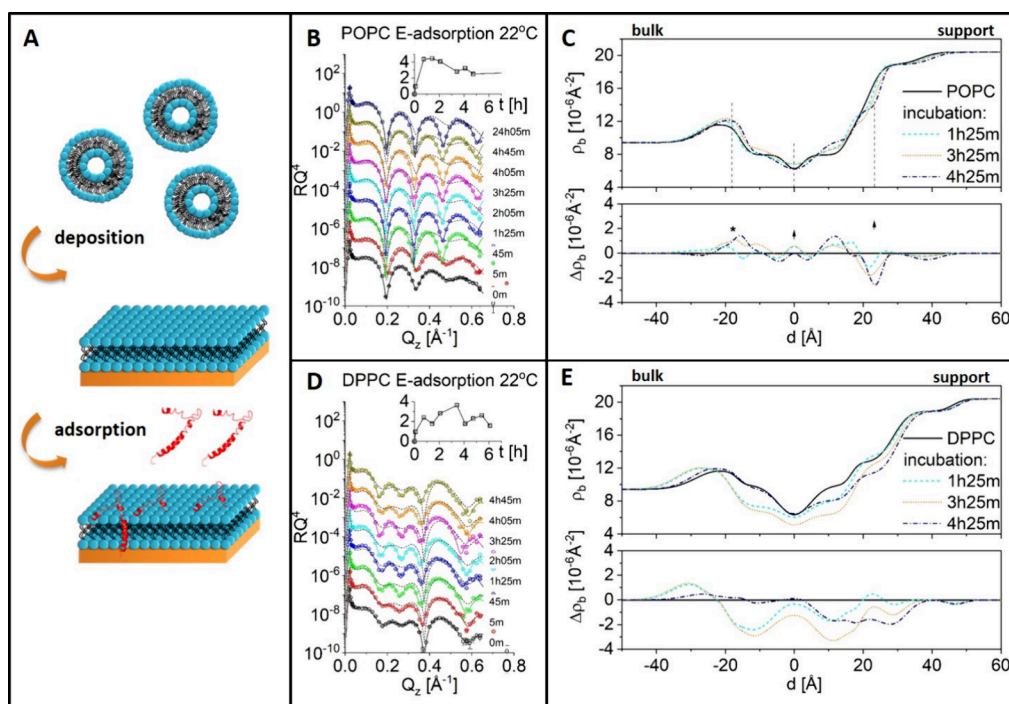 A
deposition
adsorption
B
POPC E-adsorption 22°C
RQ⁴
10²
10⁰
10⁻²
10⁻⁴
10⁻⁶
10⁻⁸
10⁻¹⁰
4
2
0
0 2 4 6
t [h]
24h05m
4h45m
4h05m
3h25m
2h05m
1h25m
45m
5m
0m
0.0 0.2 0.4 0.6 0.8
Q_z [Å⁻¹]
C
bulk support
ρ_b [10⁻⁶Å⁻²]
20
16
12
8
4
POPC
incubation:
1h25m
3h25m
4h25m
Δρ_b [10⁻⁶Å⁻²]
4
2
0
-2
-4
*
-40 -20 0 20 40 60
d [Å]
D
DPPC E-adsorption 22°C
RQ⁴
10²
10⁰
10⁻²
10⁻⁴
10⁻⁶
10⁻⁸
10⁻¹⁰
4
2
0
0 2 4 6
t [h]
4h45m
4h05m
3h25m
2h05m
1h25m
45m
5m
0m
0.0 0.2 0.4 0.6 0.8
Q_z [Å⁻¹]
E
bulk support
ρ_b [10⁻⁶Å⁻²]
20
16
12
8
4
DPPC
incubation:
1h25m
3h25m
4h25m
Δρ_b [10⁻⁶Å⁻²]
2
0
-2
-4
-40 -20 0 20 40 60
d [Å]